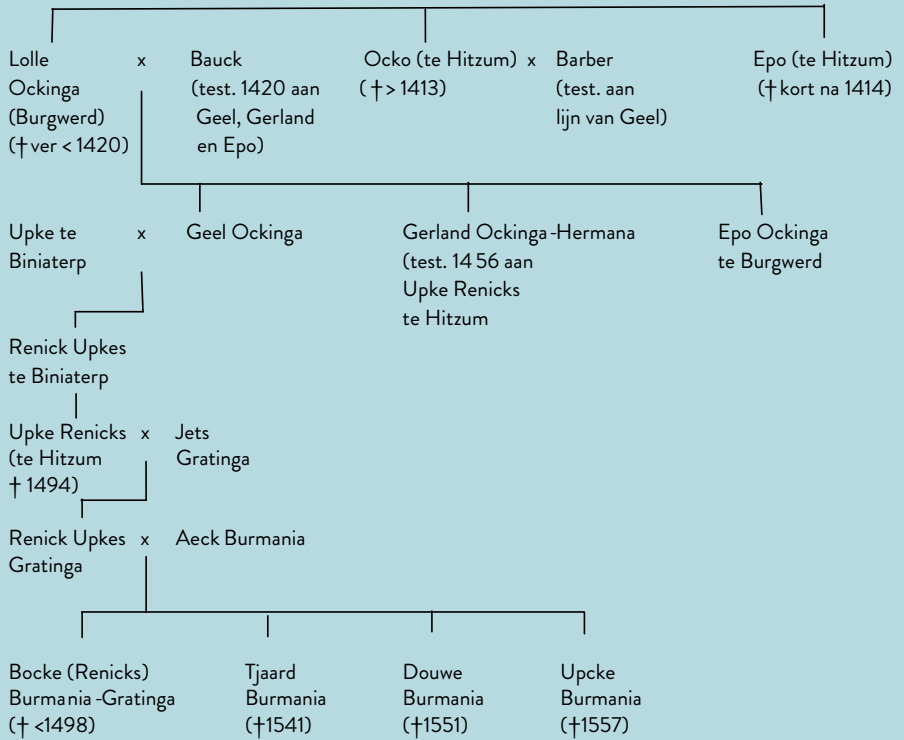 Lolle x Bauck Ocko (te Hitzum) x Barber Epo (te Hitzum)
Ockinga (test. 1420 aan († > 1413) (test. aan († kort na 1414)
(Burgwerd) Geel, Gerland lijn van Geel)
(† ver < 1420) en Epo)
Upke te x Geel Ockinga Gerland Ockinga-Hermana Epo Ockinga
Biniaterp (test. 1456 aan te Burgwerd
Upke Renicks
te Hitzum
Renick Upkes
te Biniaterp
Upke Renicks x Jets
(te Hitzum Gratinga
† 1494)
Renick Upkes x Aeck Burmania
Gratinga
Bocke (Renicks) Tjaard Douwe Upcke
Burmania-Gratinga Burmania Burmania Burmania
(† <1498) (†1541) (†1551) (†1557)